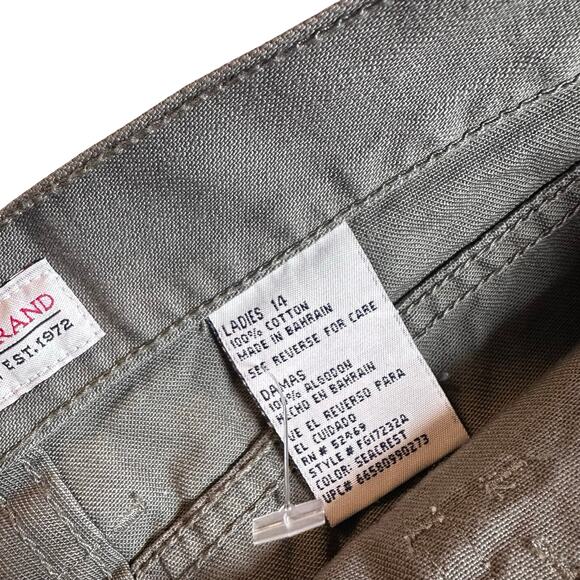 RAND
EST. 1972
LADIES 14
100% COTTON
MADE IN BAHRAIN
SEE REVERSE FOR CARE
DAMAS
100% ALGODON
HECHO EN BAHRAIN
VE EL REVERSO PARA
EL CUIDADO
RN # 52469
STYLE # FG17232A
COLOR: SEACREST
UPC# 66580990273